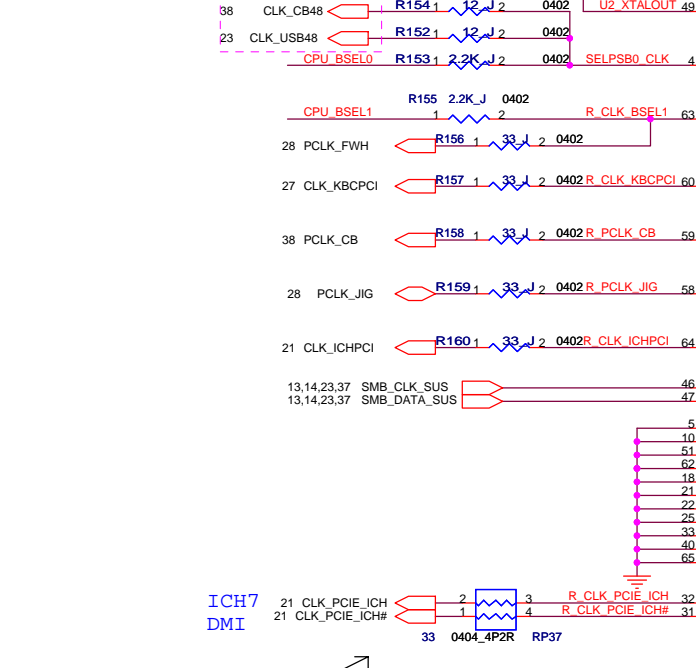 38 CLK_CB48 R154 1 12_J 2 0402 U2_XTALOUT 49
23 CLK_USB48 R152 1 12_J 2 0402
CPU_BSEL0 R153 1 2.2K_J 2 0402 SELPSB0_CLK 4
R155 2.2K_J 0402
CPU_BSEL1 1 2 R_CLK_BSEL1 63
28 PCLK_FWH R156 1 33_J 2 0402
27 CLK_KBCPCI R157 1 33_J 2 0402 R_CLK_KBCPCI 60
38 PCLK_CB R158 1 33_J 2 0402 R_PCLK_CB 59
28 PCLK_JIG R159 1 33_J 2 0402 R_PCLK_JIG 58
21 CLK_ICHPCI R160 1 33_J 2 0402 R_CLK_ICHPCI 64
13,14,23,37 SMB_CLK_SUS 46
13,14,23,37 SMB_DATA_SUS 47
5
10
51
62
18
21
22
25
33
40
65
ICH7 21 CLK_PCIE_ICH 2 3 R_CLK_PCIE_ICH 32
DMI 21 CLK_PCIE_ICH# 1 4 R_CLK_PCIE_ICH# 31
33 0404_4P2R RP37